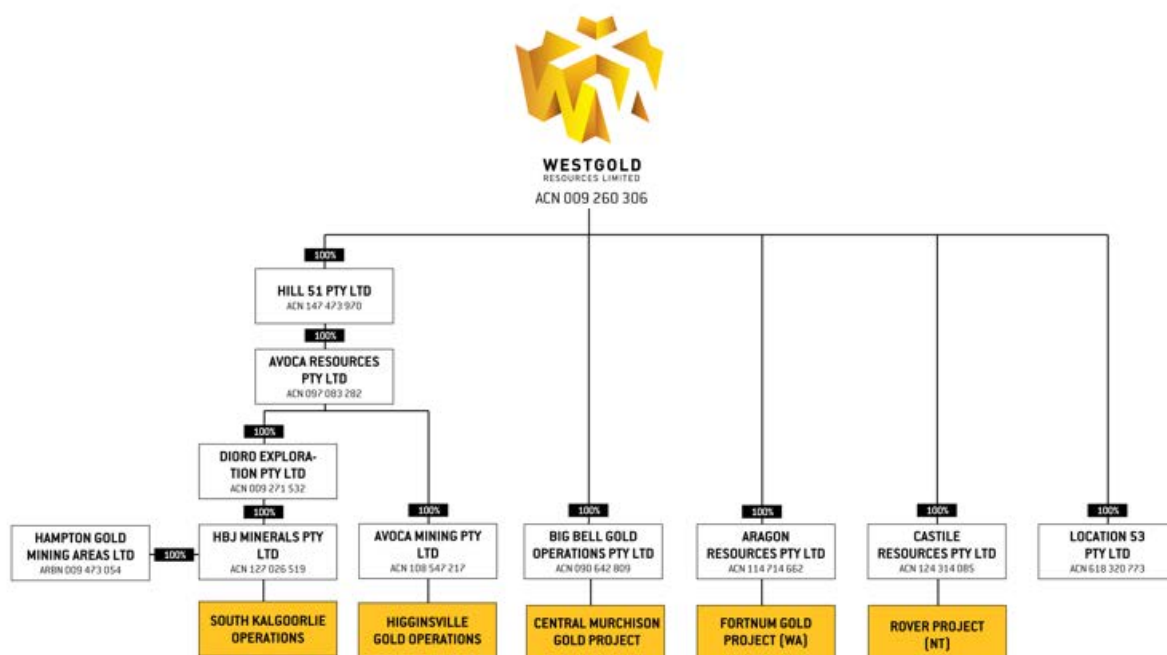 WESTGOLD
RESOURCES LIMITED
ACN 009 260 306
100%
HILL 51 PTY LTD
ACN 147 473 970
100%
AVOCA RESOURCES
PTY LTD
ACN 097 083 282
100%
DIORO EXPLORA-
TION PTY LTD
ACN 009 271 532
100%
HBJ MINERALS PTY
LTD
ACN 127 026 519
100%
HAMPTON GOLD
MINING AREAS LTD
ARBN 009 473 054
SOUTH KALGOORLIE
OPERATIONS
100%
AVOCA MINING PTY
LTD
ACN 108 547 217
HIGGINSVILLE
GOLD OPERATIONS
100%
BIG BELL GOLD
OPERATIONS PTY LTD
ACN 090 642 809
CENTRAL MURCHISON
GOLD PROJECT
100%
ARAGON
RESOURCES PTY LTD
ACN 114 714 662
FORTNUM GOLD
PROJECT (WA)
100%
CASTILE
RESOURCES PTY LTD
ACN 124 314 085
ROVER PROJECT
(NT)
100%
LOCATION 53
PTY LTD
ACN 618 320 773